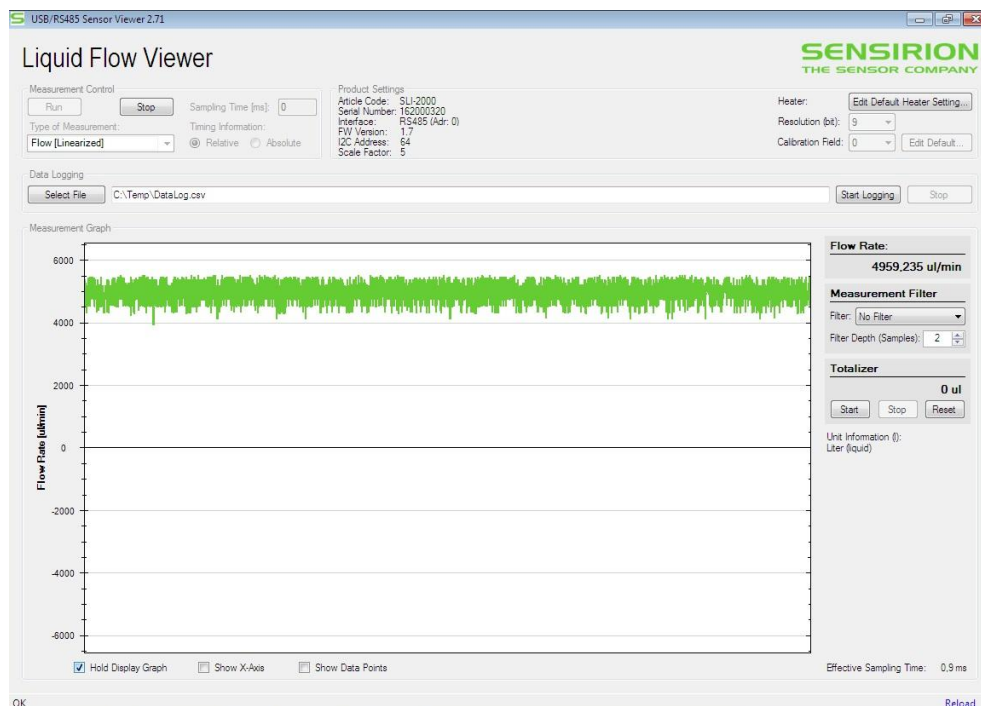 USB/RS485 Sensor Viewer 2.71
Liquid Flow Viewer
SENSIRION
THE SENSOR COMPANY
Measurement Control
Run
Stop
Sampling Time [ms]: 0
Type of Measurement:
Timing Information:
Flow [Linearized]
Relative
Absolute
Product Settings
Article Code: SLI-2000
Serial Number: 162000320
Interface: RS485 (Adr: 0)
FW Version: 1.7
I2C Address: 64
Scale Factor: 5
Heater: Edit Default Heater Setting...
Resolution (bit): 9
Calibration Field: 0 Edit Default...
Data Logging
Select File
C:\Temp\DataLog.csv
Start Logging
Stop
Measurement Graph
6000
4000
2000
0
-2000
-4000
-6000
Flow Rate [ul/min]
Flow Rate:
4959,235 ul/min
Measurement Filter
Filter: No Filter
Filter Depth (Samples): 2
Totalizer
0 ul
Start
Stop
Reset
Unit Information (l):
Liter (liquid)
Hold Display Graph
Show X-Axis
Show Data Points
Effective Sampling Time: 0.9 ms
OK
Reload